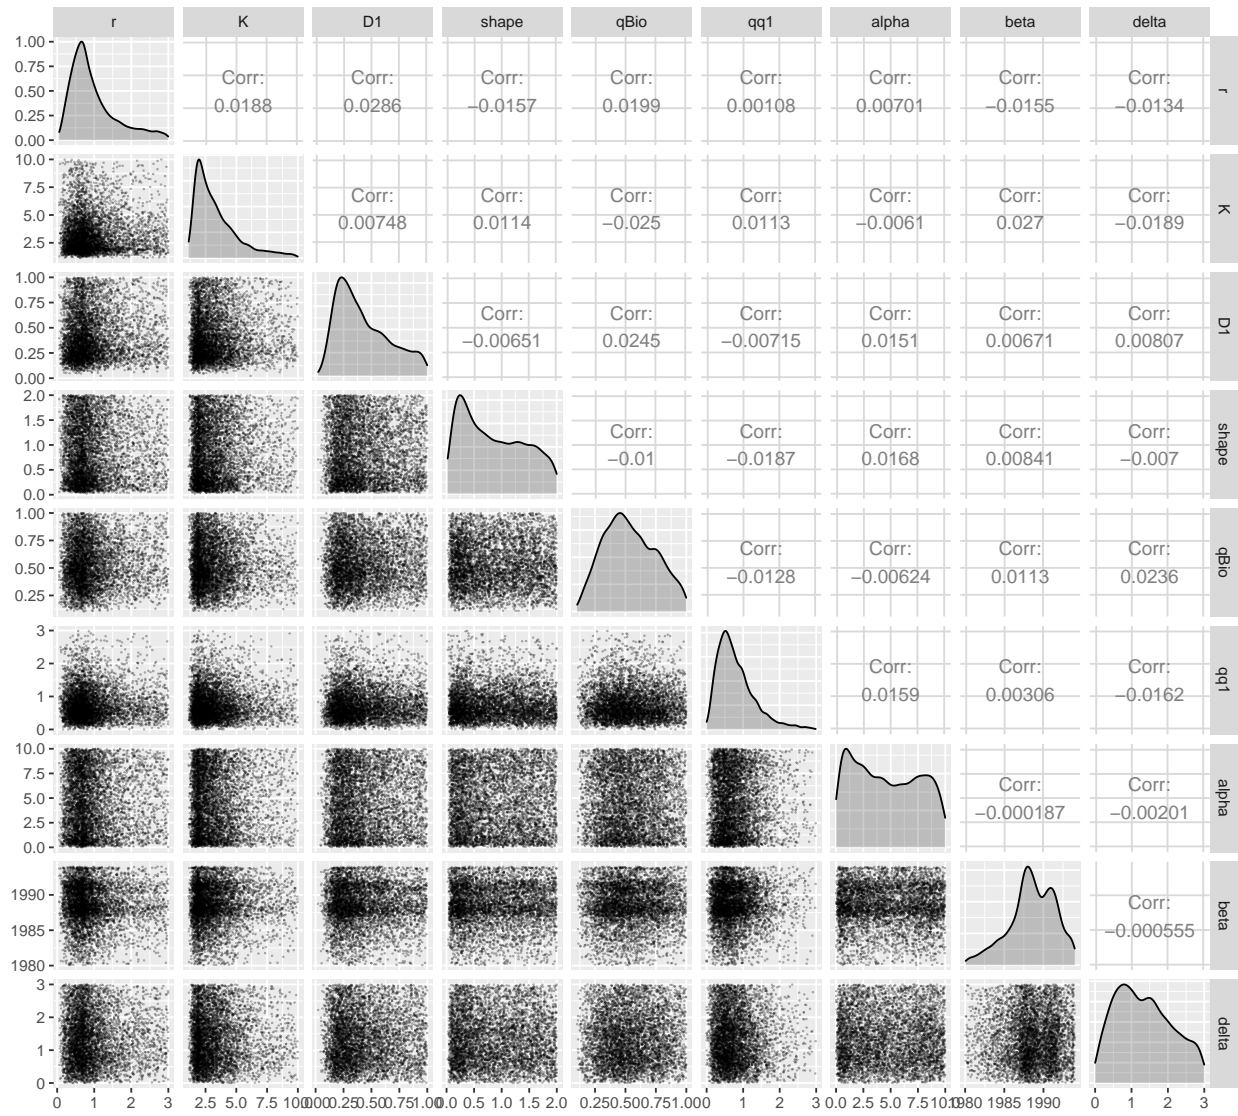 r K D1 shape qBio qq1 alpha beta delta
1.00
0.75
0.50
0.25
0.00
Corr:
0.0188
Corr:
0.0286
Corr:
−0.0157
Corr:
0.0199
Corr:
0.00108
Corr:
0.00701
Corr:
−0.0155
Corr:
−0.0134
r
10.0
7.5
5.0
2.5
Corr:
0.00748
Corr:
0.0114
Corr:
−0.025
Corr:
0.0113
Corr:
−0.0061
Corr:
0.027
Corr:
−0.0189
K
1.00
0.75
0.50
0.25
0.00
Corr:
−0.00651
Corr:
0.0245
Corr:
−0.00715
Corr:
0.0151
Corr:
0.00671
Corr:
0.00807
D1
2.0
1.5
1.0
0.5
0.0
Corr:
−0.01
Corr:
−0.0187
Corr:
0.0168
Corr:
0.00841
Corr:
−0.007
shape
1.00
0.75
0.50
0.25
Corr:
−0.0128
Corr:
−0.00624
Corr:
0.0113
Corr:
0.0236
qBio
3
2
1
0
Corr:
0.0159
Corr:
0.00306
Corr:
−0.0162
qq1
10.0
7.5
5.0
2.5
0.0
Corr:
−0.000187
Corr:
−0.00201
alpha
1990
1985
1980
Corr:
−0.000555
beta
3
2
1
0
delta
0 1 2 3
2.5 5.0 7.5 10.0
0.00 0.25 0.50 0.75 1.00
0.0 0.5 1.0 1.5 2.0
0.25 0.50 0.75 1.00
0 1 2 3
0.0 2.5 5.0 7.5 10.0
1980 1985 1990
0 1 2 3